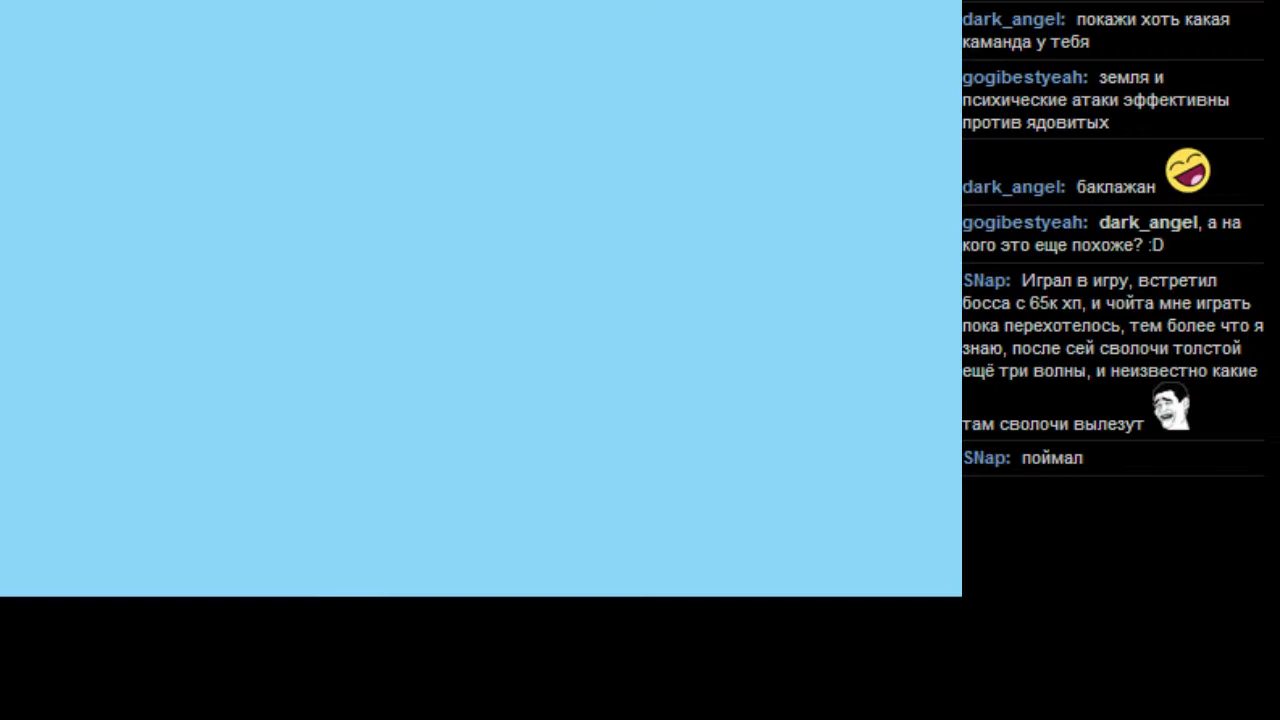 dark_angel: покажи хоть какая
каманда у тебя
gogibestyeah: земля и
психические атаки эффективны
против ядовитых
dark_angel: баклажан
gogibestyeah: dark_angel, а на
кого это еще похоже? :D
SNap: Играл в игру, встретил
босса с 65к хп, и чойта мне играть
пока перехотелось, тем более что я
знаю, после сей сволочи толстой
ещё три волны, и неизвестно какие
там сволочи вылезут
SNap: поймал